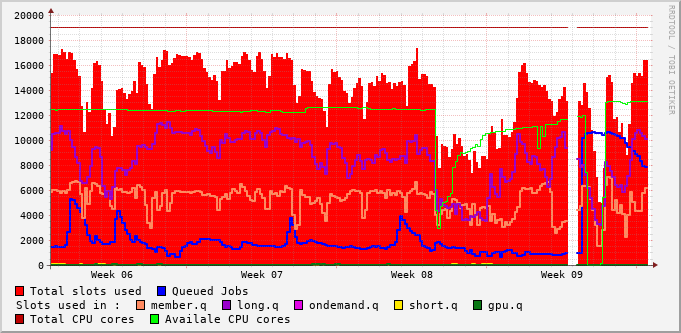 20000
18000
16000
14000
12000
10000
8000
6000
4000
2000
0
Week 06 Week 07 Week 08 Week 09
RRDTOOL / TOBI OETIKER
Total slots used Queued Jobs
Slots used in : member.q long.q ondemand.q short.q gpu.q
Total CPU cores Availale CPU cores